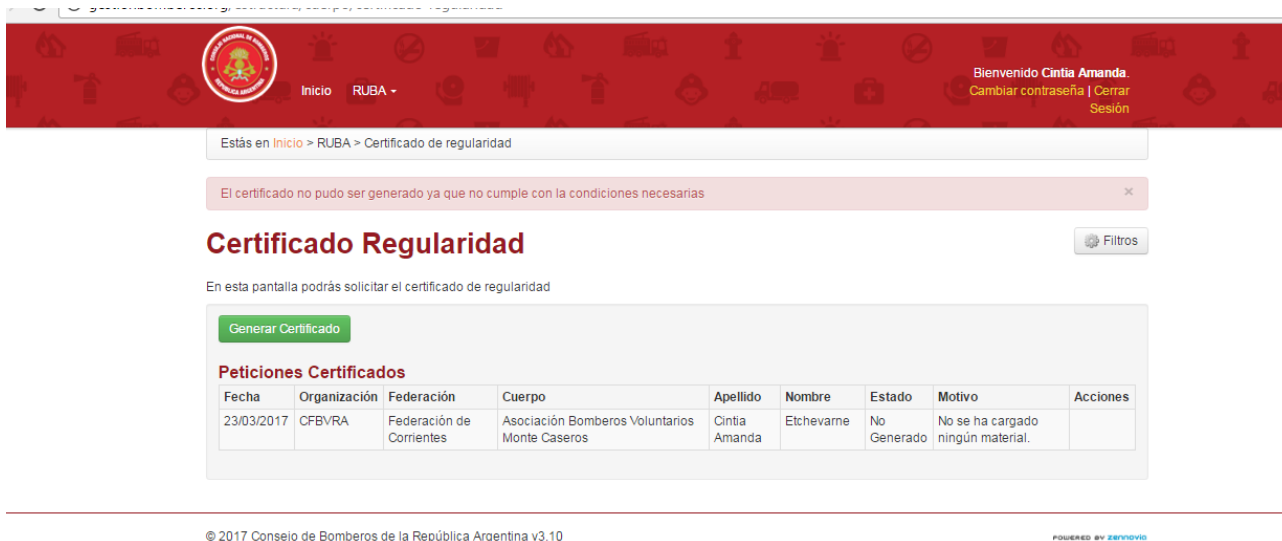 Inicio RUBA
Bienvenido Cintia Amanda.
Cambiar contraseña | Cerrar
Sesión
Estás en Inicio > RUBA > Certificado de regularidad
El certificado no pudo ser generado ya que no cumple con la condiciones necesarias ×
Certificado Regularidad
Filtros
En esta pantalla podrás solicitar el certificado de regularidad
Generar Certificado
Peticiones Certificados
Fecha Organización Federación Cuerpo Apellido Nombre Estado Motivo Acciones
23/03/2017 CFBVRA Federación de Asociación Bomberos Voluntarios Cintia Etchevarne No No se ha cargado
Corrientes Monte Caseros Amanda Generado ningún material.
© 2017 Consejo de Bomberos de la República Argentina v3.10
POWERED BY zennovia